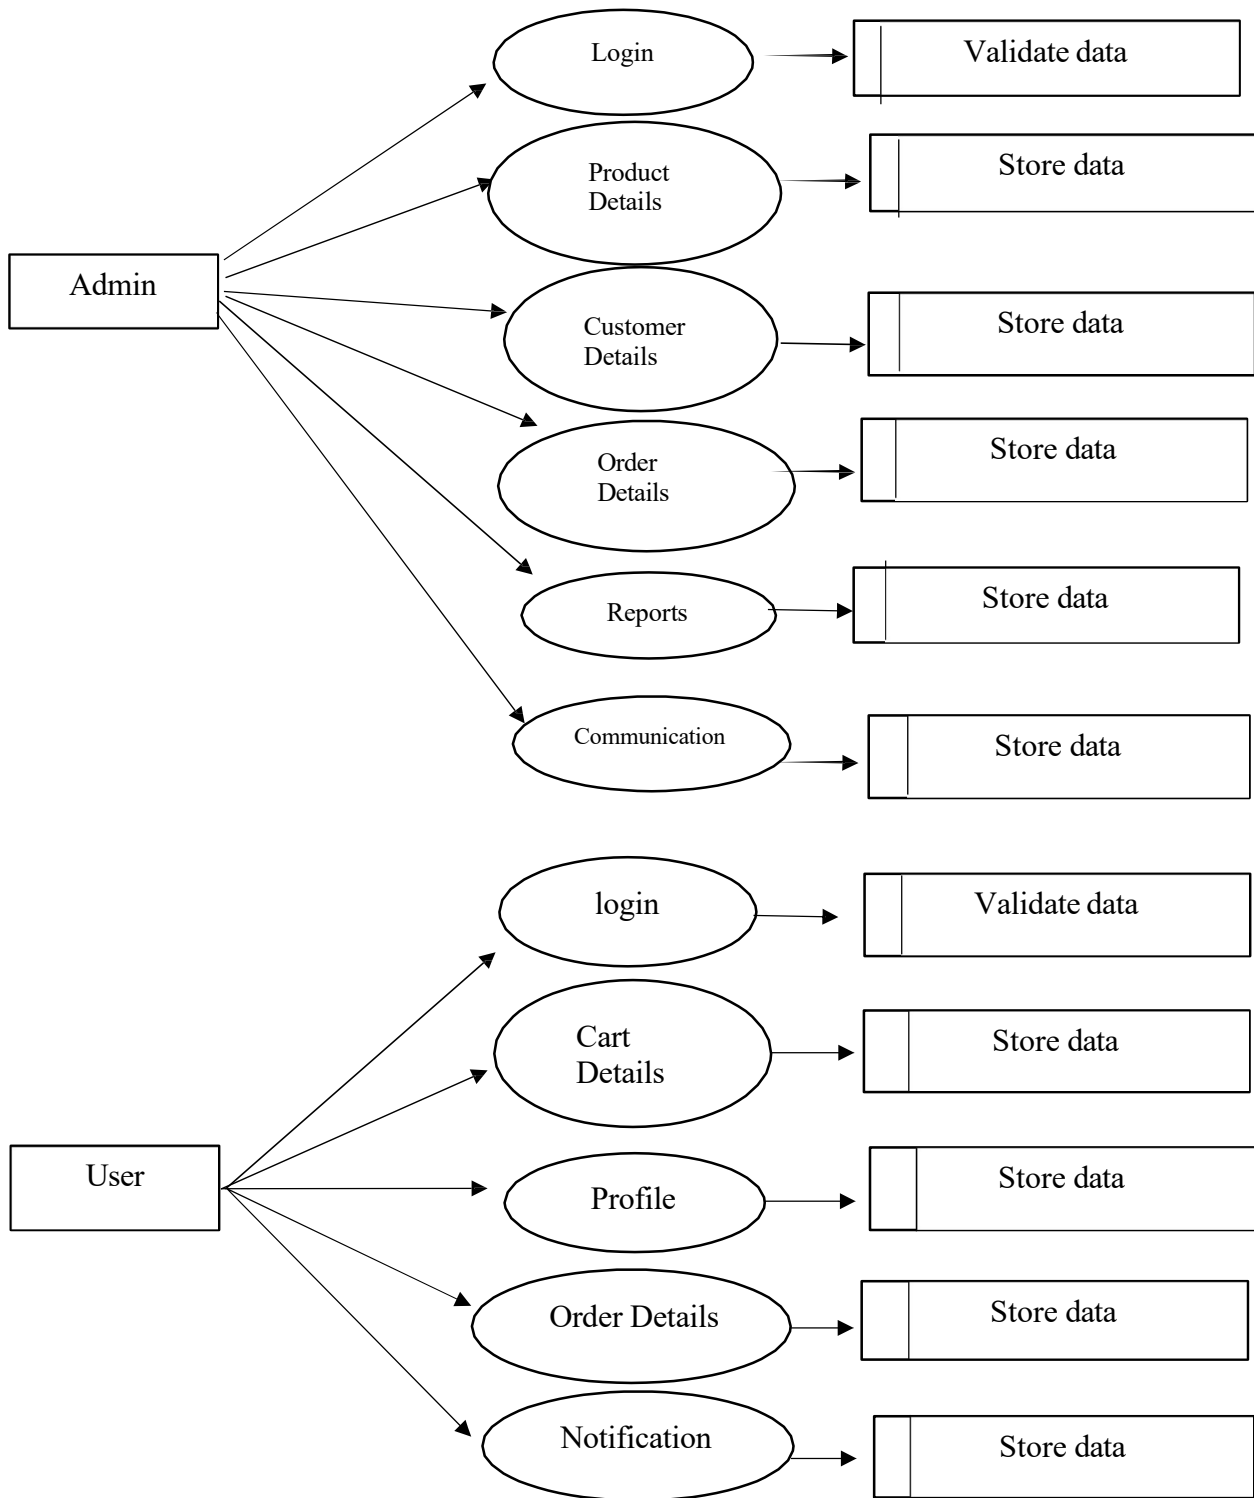 Login
Validate data
Product
Details
Store data
Admin
Customer
Details
Store data
Order
Details
Store data
Reports
Store data
Communication
Store data
login
Validate data
Cart
Details
Store data
User
Profile
Store data
Order Details
Store data
Notification
Store data